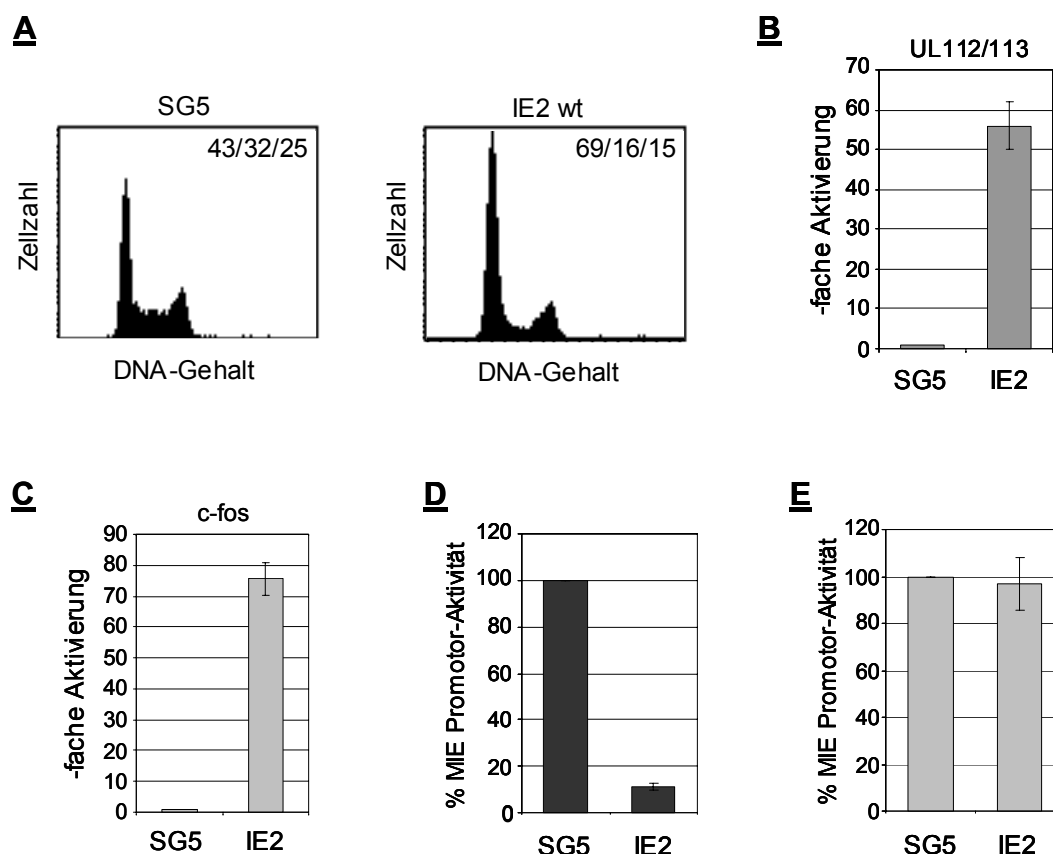 A
SG5
43/32/25
Zellzahl
DNA-Gehalt
IE2 wt
69/16/15
Zellzahl
DNA-Gehalt
B
UL112/113
-fache Aktivierung
70
60
50
40
30
20
10
0
SG5 IE2
C
c-fos
-fache Aktivierung
90
80
70
60
50
40
30
20
10
0
SG5 IE2
D
% MIE Promotor-Aktivität
120
100
80
60
40
20
0
SG5 IE2
E
% MIE Promotor-Aktivität
120
100
80
60
40
20
0
SG5 IE2